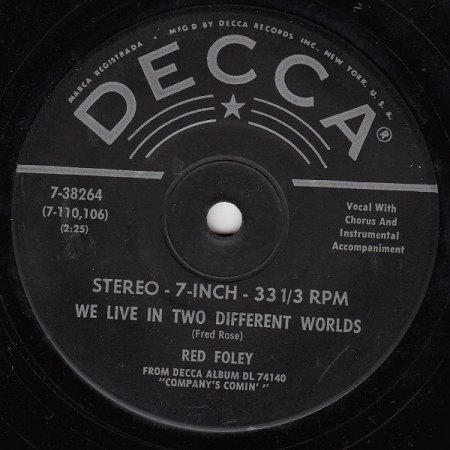 MARCA REGISTRADA • MFG'D BY DECCA RECORDS INC., NEW YORK, U. S. A.
DECCA®
7-38264
(7-110,106)
(2:25)
Vocal With
Chorus And
Instrumental
Accompaniment
STEREO - 7-INCH - 33 1/3 RPM
WE LIVE IN TWO DIFFERENT WORLDS
(Fred Rose)
RED FOLEY
FROM DECCA ALBUM DL 74140
"COMPANY'S COMIN' "